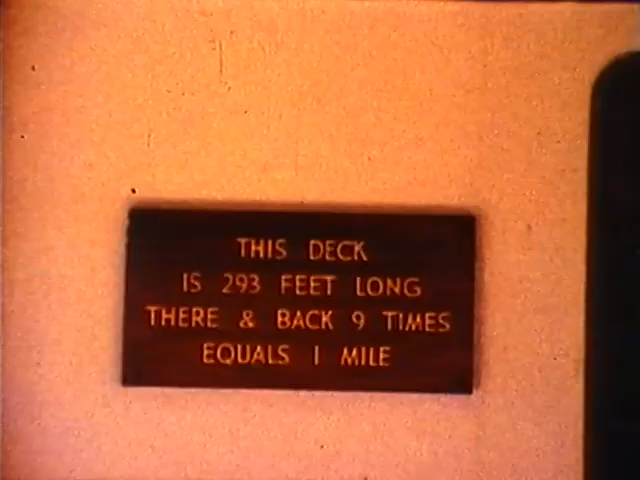 THIS DECK
IS 293 FEET LONG
THERE & BACK 9 TIMES
EQUALS 1 MILE